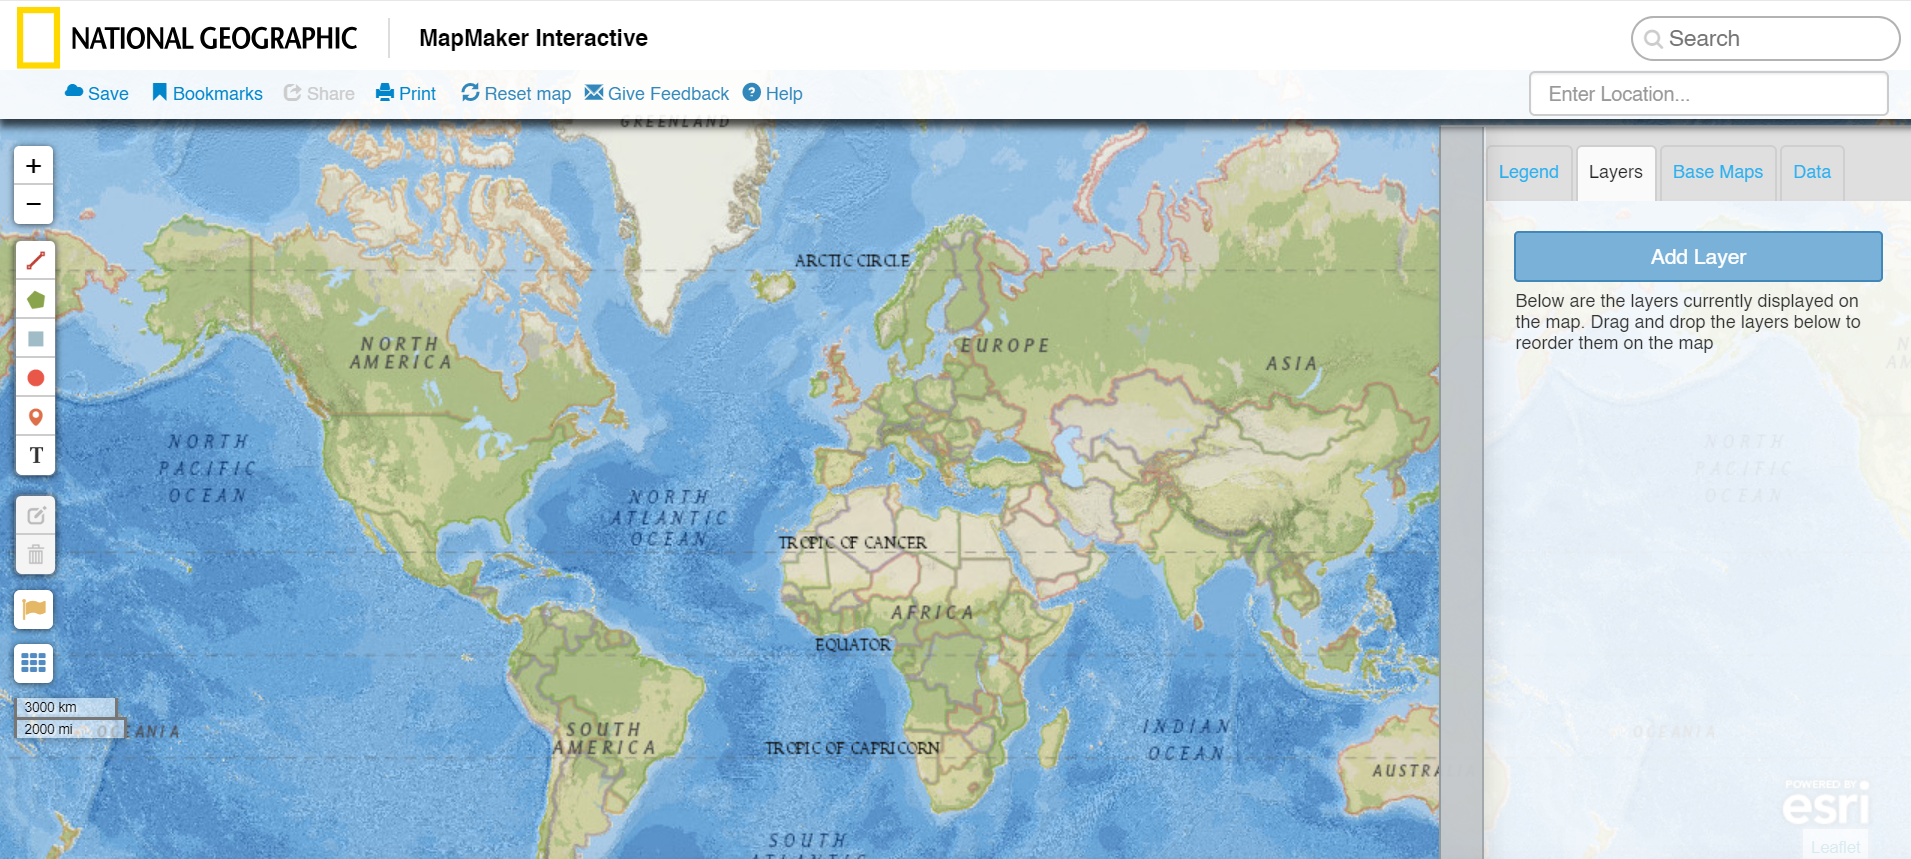 NATIONAL GEOGRAPHIC
MapMaker Interactive
Search
Save
Bookmarks
Share
Print
Reset map
Give Feedback
Help
Enter Location...
GREENLAND
+
−
T
3000 km
2000 mi
ARCTIC CIRCLE
NORTH
AMERICA
EUROPE
ASIA
NORTH
PACIFIC
OCEAN
NORTH
ATLANTIC
OCEAN
TROPIC OF CANCER
AFRICA
EQUATOR
OCEANIA
SOUTH
AMERICA
TROPIC OF CAPRICORN
INDIAN
OCEAN
AUSTRALIA
SOUTH
ATLANTIC
Legend
Layers
Base Maps
Data
Add Layer
Below are the layers currently displayed on
the map. Drag and drop the layers below to
reorder them on the map
N
AM
NORTH
PACIFIC
OCEAN
OCEANIA
POWERED BY
esri
Leaflet